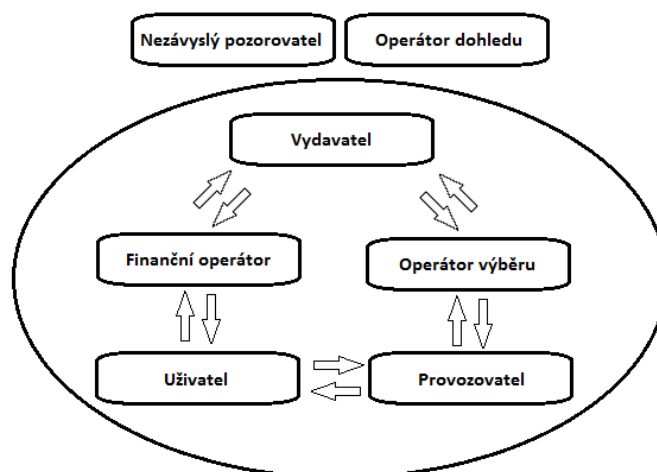 Nezávyslý pozorovatel
Operátor dohledu
Vydavatel
Finanční operátor
Operátor výběru
Uživatel
Provozovatel